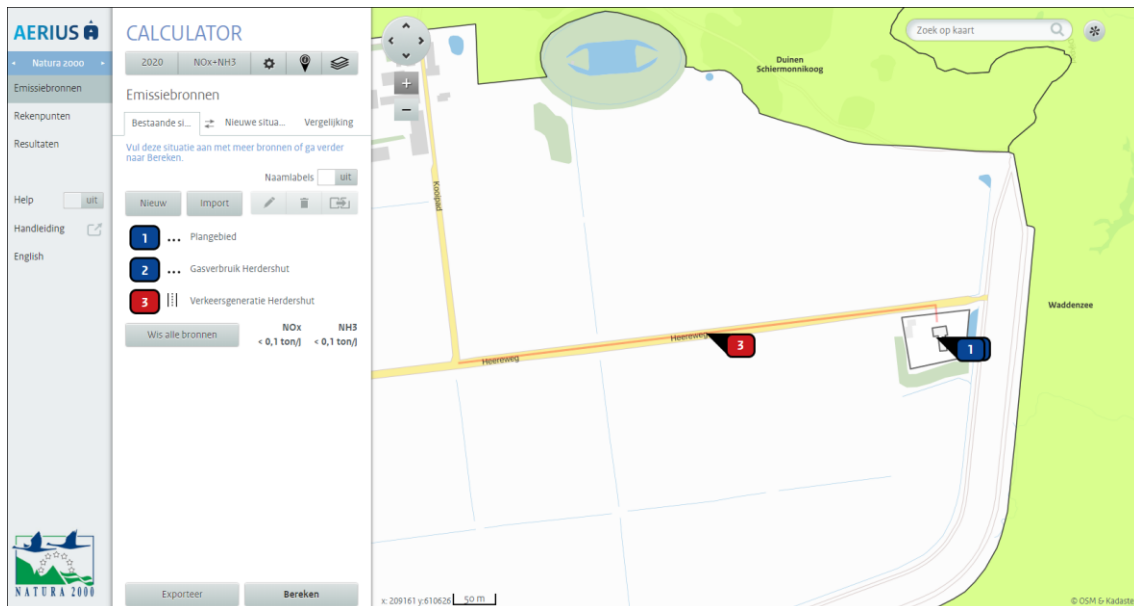 AERIUS
Natura 2000
Emissiebronnen
Rekenpunten
Resultaten
Help uit
Handleiding
English
NATURA 2000
CALCULATOR
2020 NOx+NH3
Emissiebronnen
Bestaande si... Nieuwe situa... Vergelijking
Vul deze situatie aan met meer bronnen of ga verder
naar Bereken.
Naamlabels uit
Nieuw Import
1 ... Plangebied
2 ... Gasverbruik Herdershut
3 Verkeersgeneratie Herdershut
Wis alle bronnen
NOx NH3
< 0,1 ton/j < 0,1 ton/j
Exporteer Bereken
Zoek op kaart
Duinen
Schiermonnikoog
Kooipad
Waddenzee
Heereweg
3
1
Heereweg
x: 209161 y:610626 50 m
© OSM & Kadaster